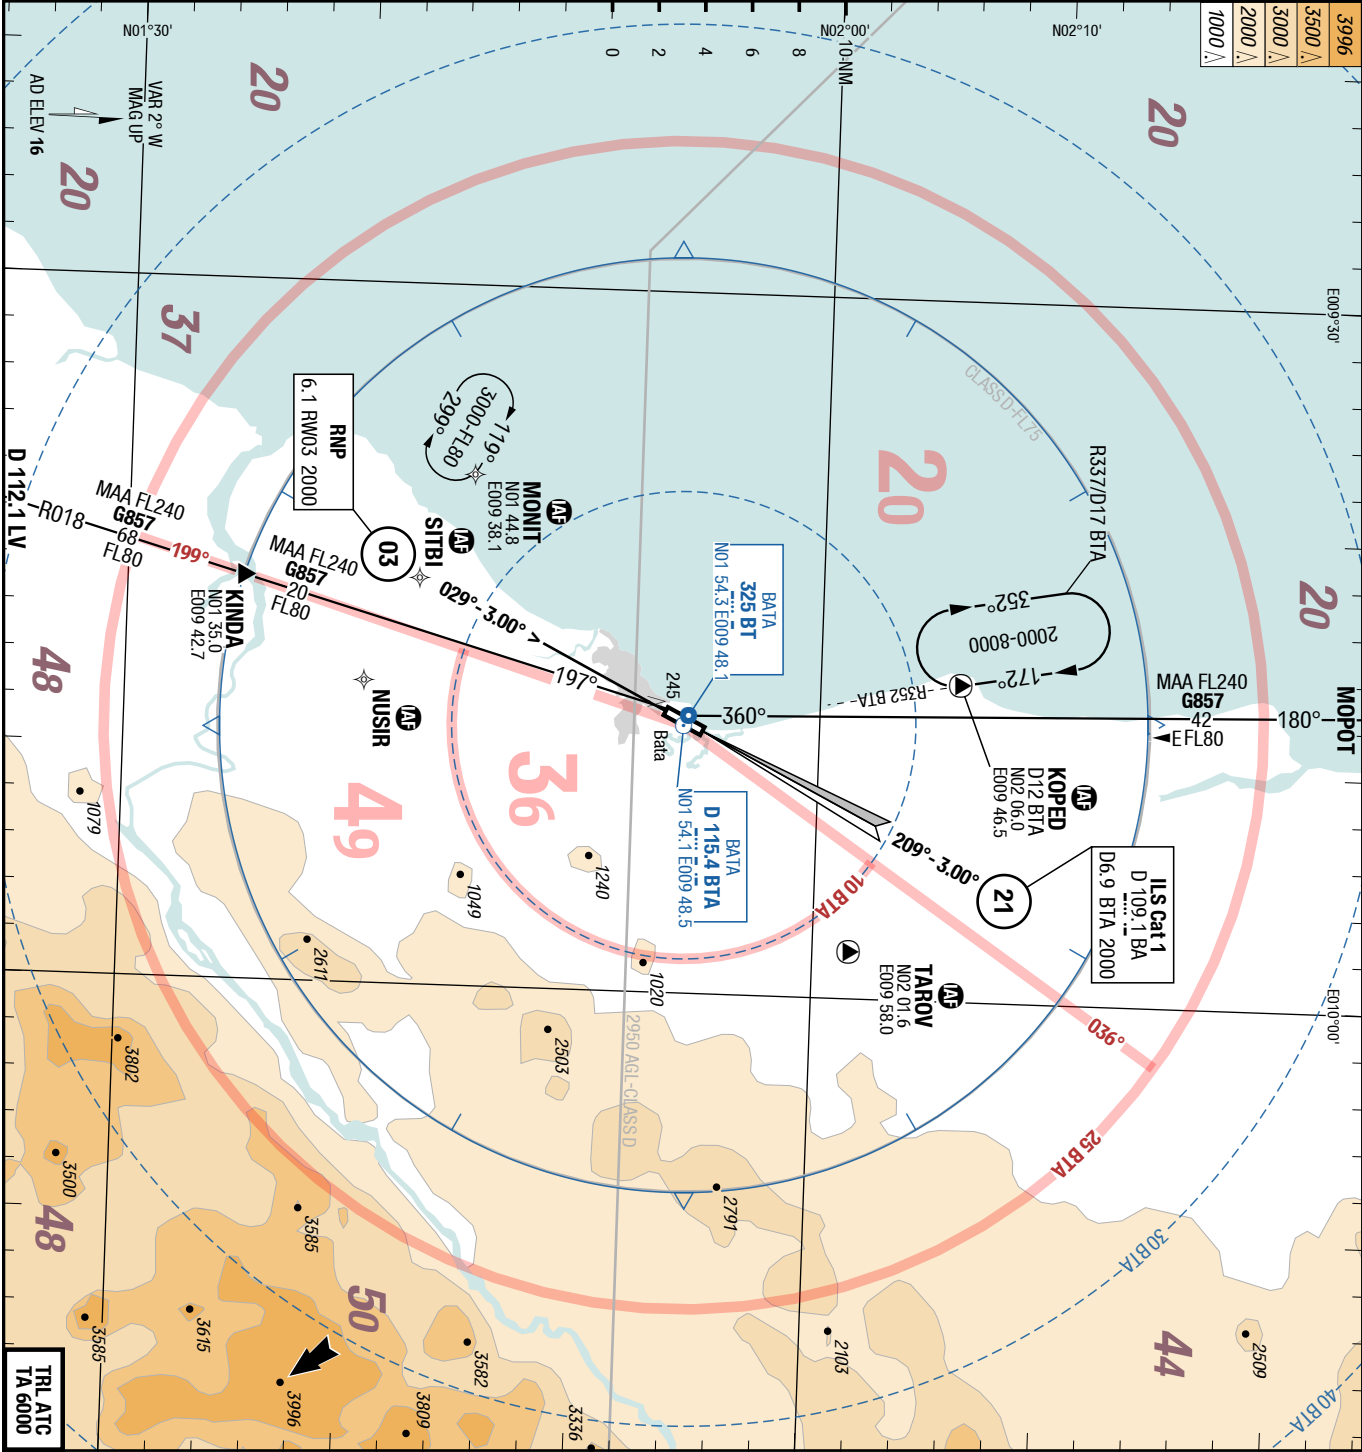 3996
3500
3000
2000
1000
N01°30'
N02°00'
N02°10'
0
2
4
6
8
10-NM
VAR 2° W
MAG UP
AD ELEV 16
20
20
20
20
37
20
E009°30'
CLASS D-FL75
R337/D17 BTA
352°
2000-8000
172°
R352 BTA
119°
3000-FL80
299°
IAF
MONIT
N01 44.8
E009 38.1
IAF
SITBI
RNP
6.1 RW03 2000
03
029°-3.00° >
D 112.1 LV
R018
MAA FL240
G857
68
FL80
199°
MAA FL240
G857
20
FL80
KINDA
N01 35.0
E009 42.7
197°
BATA
325 BT
N01 54.3 E009 48.1
245
Bata
360°
MAA FL240
G857
42
EFL80
180°
MOPOT
IAF
KOPED
D12 BTA
N02 06.0
E009 46.5
IAF
NUSIR
48
49
36
BATA
D 115.4 BTA
N01 54.1 E009 48.5
209°-3.00°
21
ILS Cat 1
D 109.1 BA
D6.9 BTA 2000
10 BTA
IAF
TAROV
N02 01.6
E009 58.0
036°
25 BTA
30 BTA
40 BTA
E010°00'
1079
1240
1049
2611
1020
2503
2950 AGL-CLASS D
3802
3500
48
3585
2791
3585
3615
50
3996
3582
3809
3336
2103
2509
44
TRL ATC
TA 6000